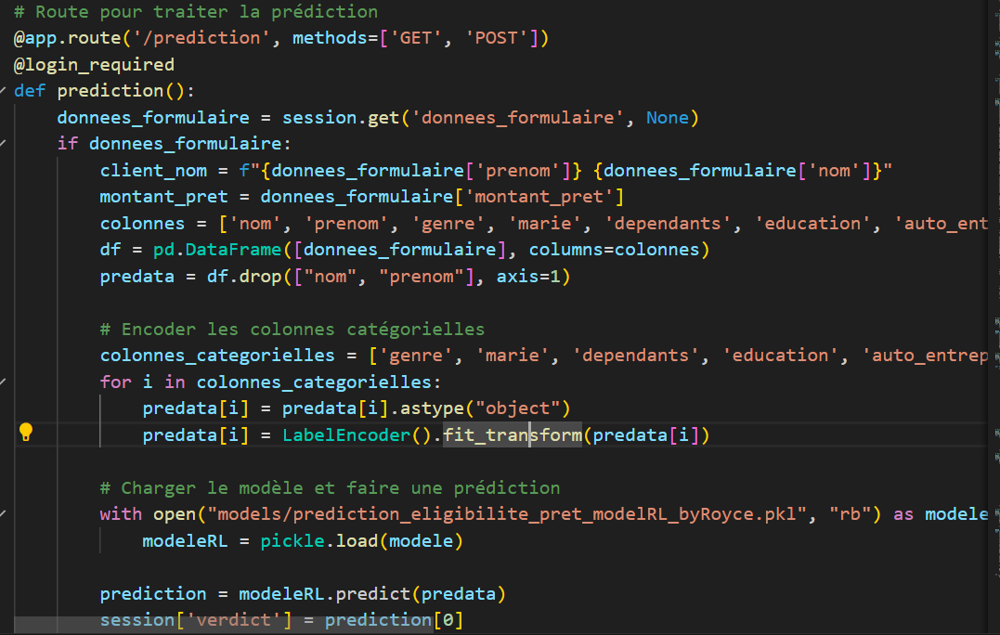 # Route pour traiter la prédiction
@app.route('/prediction', methods=['GET', 'POST'])
@login_required
def prediction():
    donnees_formulaire = session.get('donnees_formulaire', None)
    if donnees_formulaire:
        client_nom = f"{donnees_formulaire['prenom']} {donnees_formulaire['nom']}"
        montant_pret = donnees_formulaire['montant_pret']
        colonnes = ['nom', 'prenom', 'genre', 'marie', 'dependants', 'education', 'auto_ent
        df = pd.DataFrame([donnees_formulaire], columns=colonnes)
        predata = df.drop(["nom", "prenom"], axis=1)
        # Encoder les colonnes catégorielles
        colonnes_categorielles = ['genre', 'marie', 'dependants', 'education', 'auto_entrep
        for i in colonnes_categorielles:
            predata[i] = predata[i].astype("object")
            predata[i] = LabelEncoder().fit_transform(predata[i])
        # Charger le modèle et faire une prédiction
        with open("models/prediction_eligibilite_pret_modelRL_byRoyce.pkl", "rb") as modele
            modeleRL = pickle.load(modele)
        prediction = modeleRL.predict(predata)
        session['verdict'] = prediction[0]